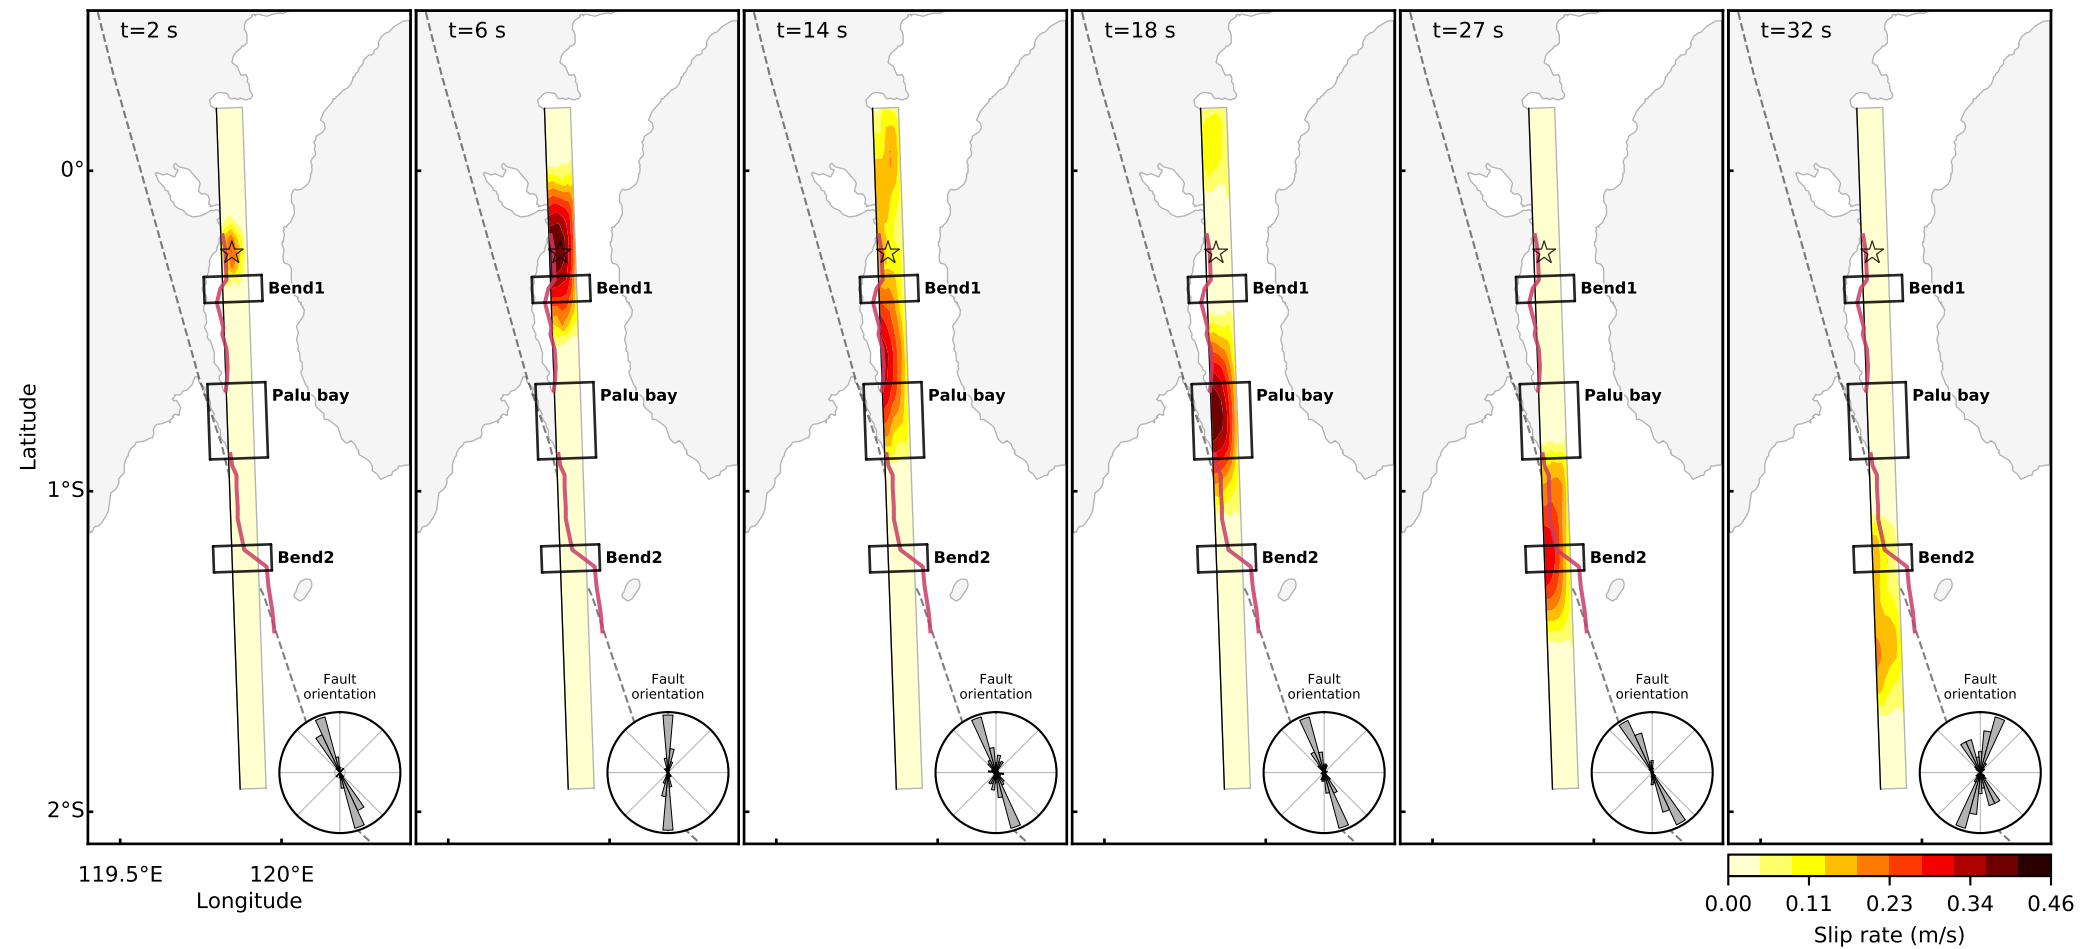 t=2 s
t=6 s
t=14 s
t=18 s
t=27 s
t=32 s
0°
1°S
2°S
Latitude
Bend1
Bend1
Bend1
Bend1
Bend1
Bend1
Palu bay
Palu bay
Palu bay
Palu bay
Palu bay
Palu bay
Bend2
Bend2
Bend2
Bend2
Bend2
Bend2
Fault
orientation
Fault
orientation
Fault
orientation
Fault
orientation
Fault
orientation
Fault
orientation
119.5°E
120°E
Longitude
0.00
0.11
0.23
0.34
0.46
Slip rate (m/s)